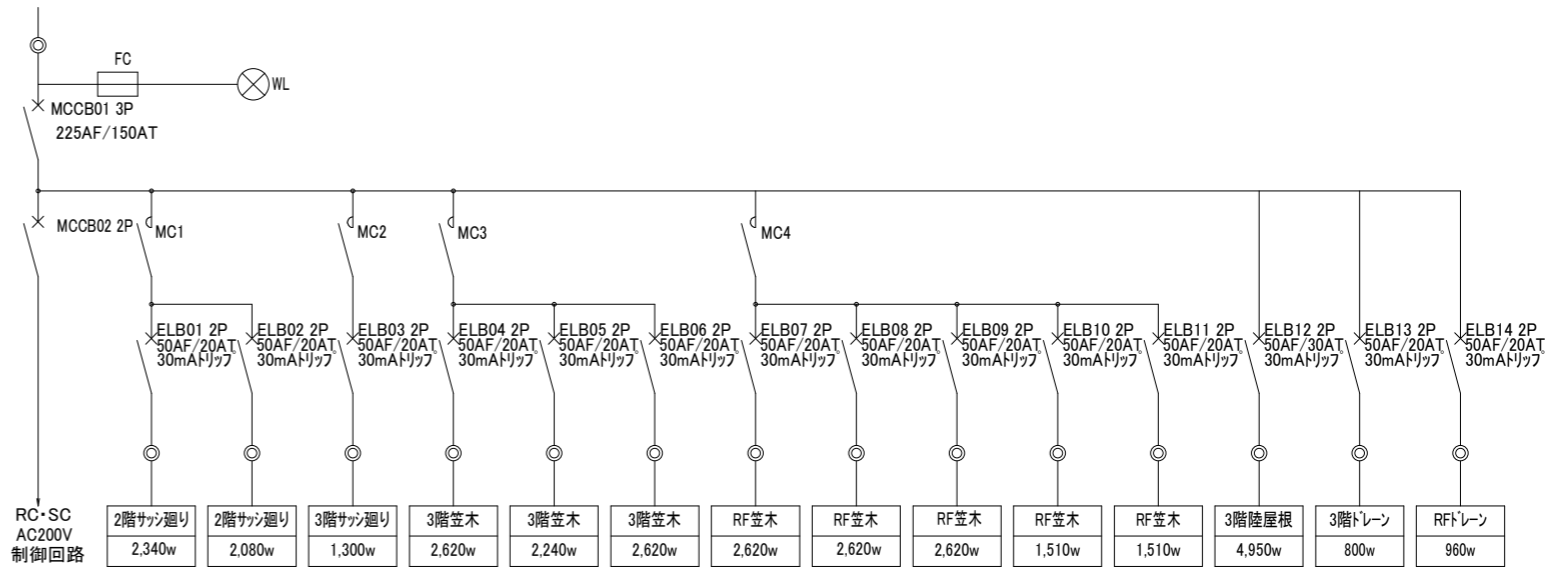 FC
WL
MCCB01 3P
225AF/150AT
MCCB02 2P
MC1
MC2
MC3
MC4
ELB01 2P
50AF/20AT
30mAトリップ
ELB02 2P
50AF/20AT
30mAトリップ
ELB03 2P
50AF/20AT
30mAトリップ
ELB04 2P
50AF/20AT
30mAトリップ
ELB05 2P
50AF/20AT
30mAトリップ
ELB06 2P
50AF/20AT
30mAトリップ
ELB07 2P
50AF/20AT
30mAトリップ
ELB08 2P
50AF/20AT
30mAトリップ
ELB09 2P
50AF/20AT
30mAトリップ
ELB10 2P
50AF/20AT
30mAトリップ
ELB11 2P
50AF/20AT
30mAトリップ
ELB12 2P
50AF/30AT
30mAトリップ
ELB13 2P
50AF/20AT
30mAトリップ
ELB14 2P
50AF/20AT
30mAトリップ
RC・SC
AC200V
制御回路
2階サッシ廻り
2,340w
2階サッシ廻り
2,080w
3階サッシ廻り
1,300w
3階笠木
2,620w
3階笠木
2,240w
3階笠木
2,620w
RF笠木
2,620w
RF笠木
2,620w
RF笠木
2,620w
RF笠木
1,510w
RF笠木
1,510w
3階陸屋根
4,950w
3階ドレーン
800w
RFドレーン
960w